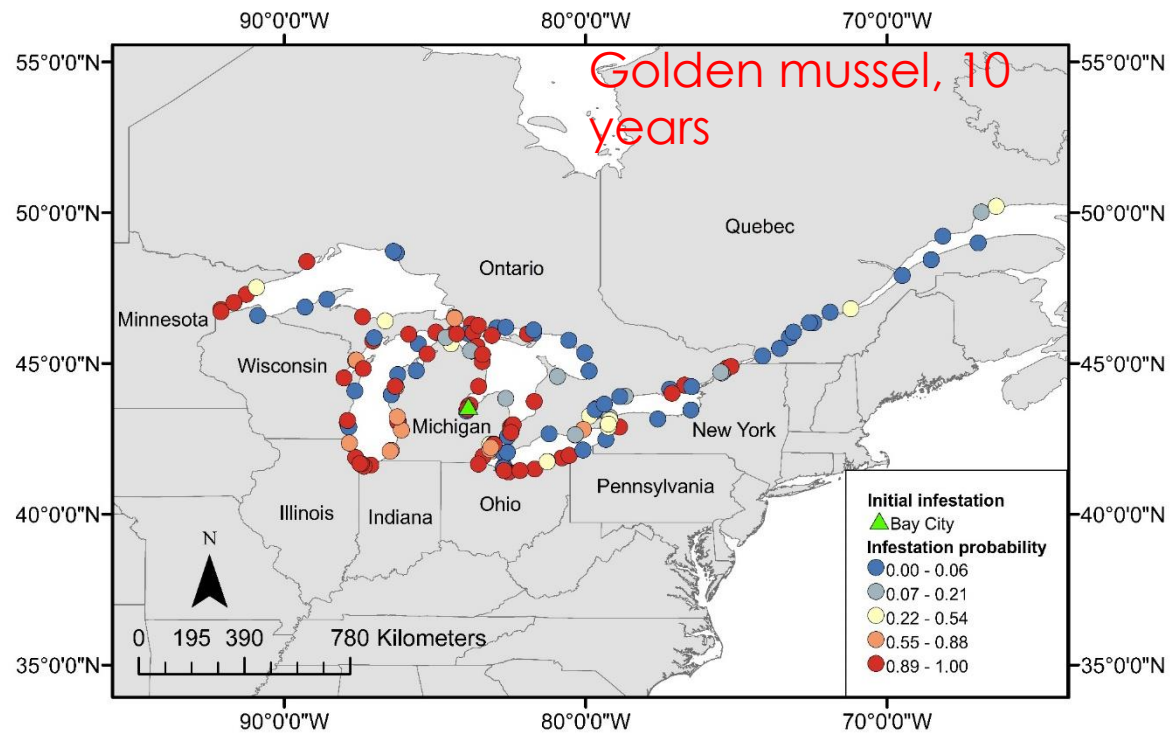 90°0'0"W 80°0'0"W 70°0'0"W
55°0'0"N 55°0'0"N
Golden mussel, 10
years
50°0'0"N 50°0'0"N
Quebec
Ontario
Minnesota
45°0'0"N 45°0'0"N
Wisconsin
Michigan
New York
Pennsylvania
Illinois
Indiana
Ohio
40°0'0"N 40°0'0"N
N
0 195 390 780 Kilometers
35°0'0"N 35°0'0"N
Initial infestation
Bay City
Infestation probability
0.00 - 0.06
0.07 - 0.21
0.22 - 0.54
0.55 - 0.88
0.89 - 1.00
90°0'0"W 80°0'0"W 70°0'0"W